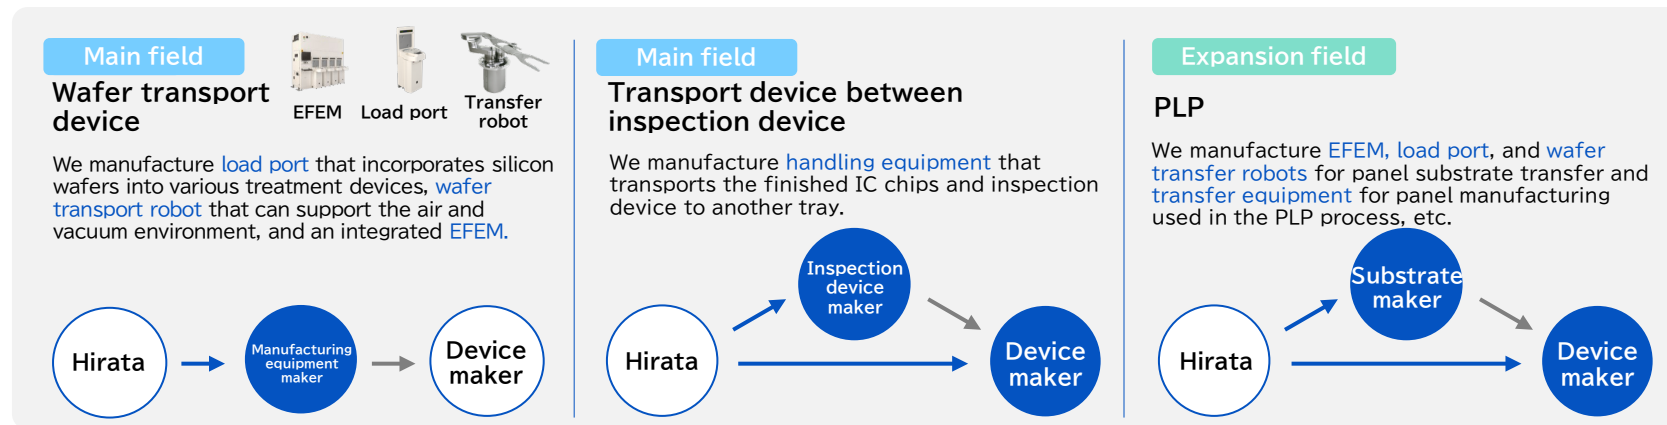 Main field
Wafer transport
device
EFEM
Load port
Transfer
robot
We manufacture load port that incorporates silicon
wafers into various treatment devices, wafer
transport robot that can support the air and
vacuum environment, and an integrated EFEM.
Hirata
Manufacturing
equipment
maker
Device
maker
Main field
Transport device between
inspection device
We manufacture handling equipment that
transports the finished IC chips and inspection
device to another tray.
Hirata
Inspection
device
maker
Device
maker
Expansion field
PLP
We manufacture EFEM, load port, and wafer
transfer robots for panel substrate transfer and
transfer equipment for panel manufacturing
used in the PLP process, etc.
Hirata
Substrate
maker
Device
maker